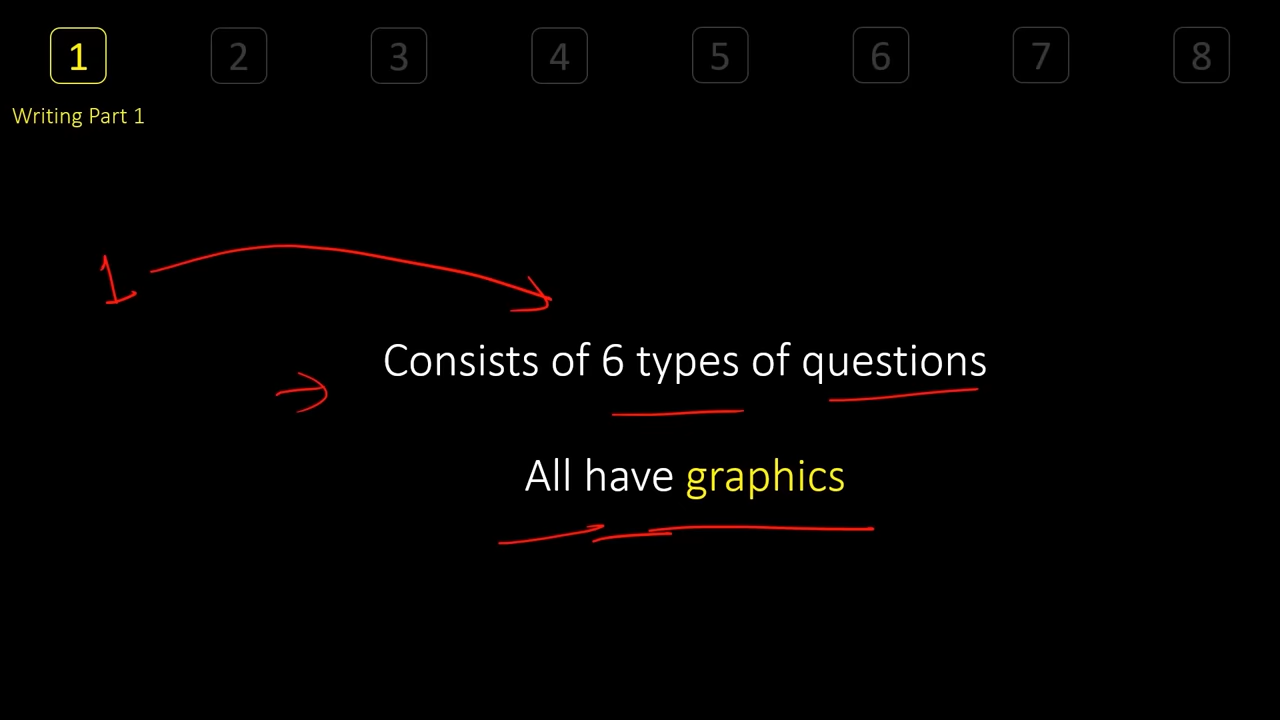 1 2 3 4 5 6 7 8
Writing Part 1
1
Consists of 6 types of questions
All have graphics